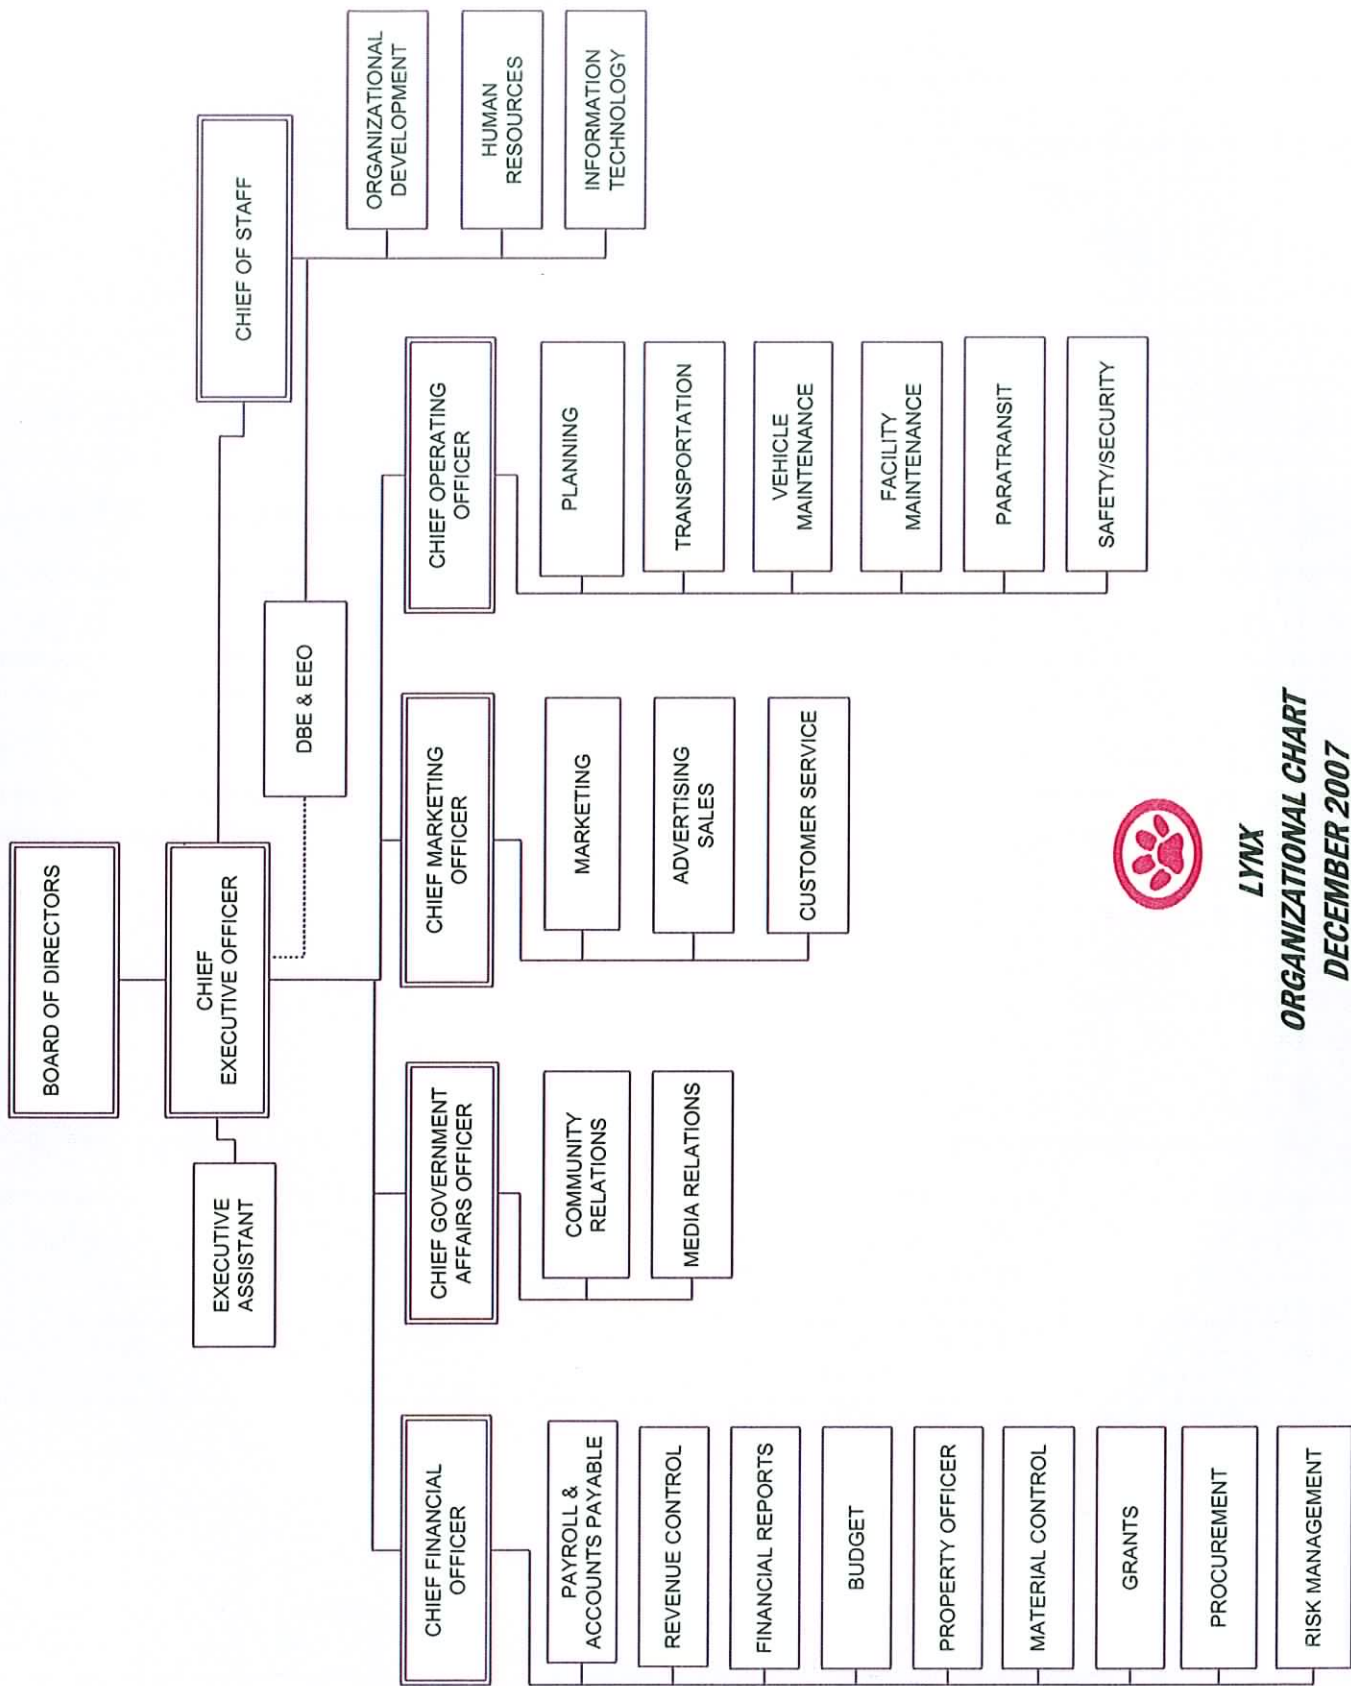 BOARD OF DIRECTORS
EXECUTIVE
ASSISTANT
CHIEF
EXECUTIVE OFFICER
CHIEF OF STAFF
DBE & EEO
ORGANIZATIONAL
DEVELOPMENT
HUMAN
RESOURCES
INFORMATION
TECHNOLOGY
CHIEF FINANCIAL
OFFICER
PAYROLL &
ACCOUNTS PAYABLE
REVENUE CONTROL
FINANCIAL REPORTS
BUDGET
PROPERTY OFFICER
MATERIAL CONTROL
GRANTS
PROCUREMENT
RISK MANAGEMENT
CHIEF GOVERNMENT
AFFAIRS OFFICER
COMMUNITY
RELATIONS
MEDIA RELATIONS
CHIEF MARKETING
OFFICER
MARKETING
ADVERTISING
SALES
CUSTOMER SERVICE
CHIEF OPERATING
OFFICER
PLANNING
TRANSPORTATION
VEHICLE
MAINTENANCE
FACILITY
MAINTENANCE
PARATRANSIT
SAFETY/SECURITY
LYNX
ORGANIZATIONAL CHART
DECEMBER 2007